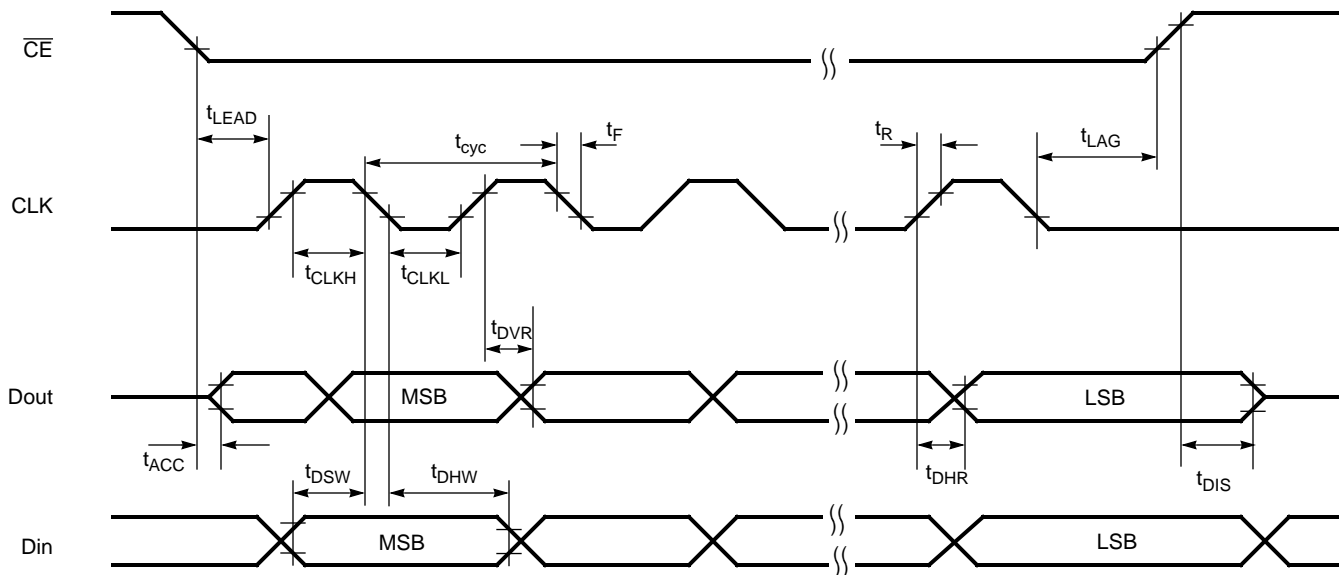 CE
tLEAD
tcyc
tF
tR
tLAG
CLK
tCLKH
tCLKL
tDVR
Dout
MSB
LSB
tACC
tDSW
tDHW
tDHR
tDIS
Din
MSB
LSB